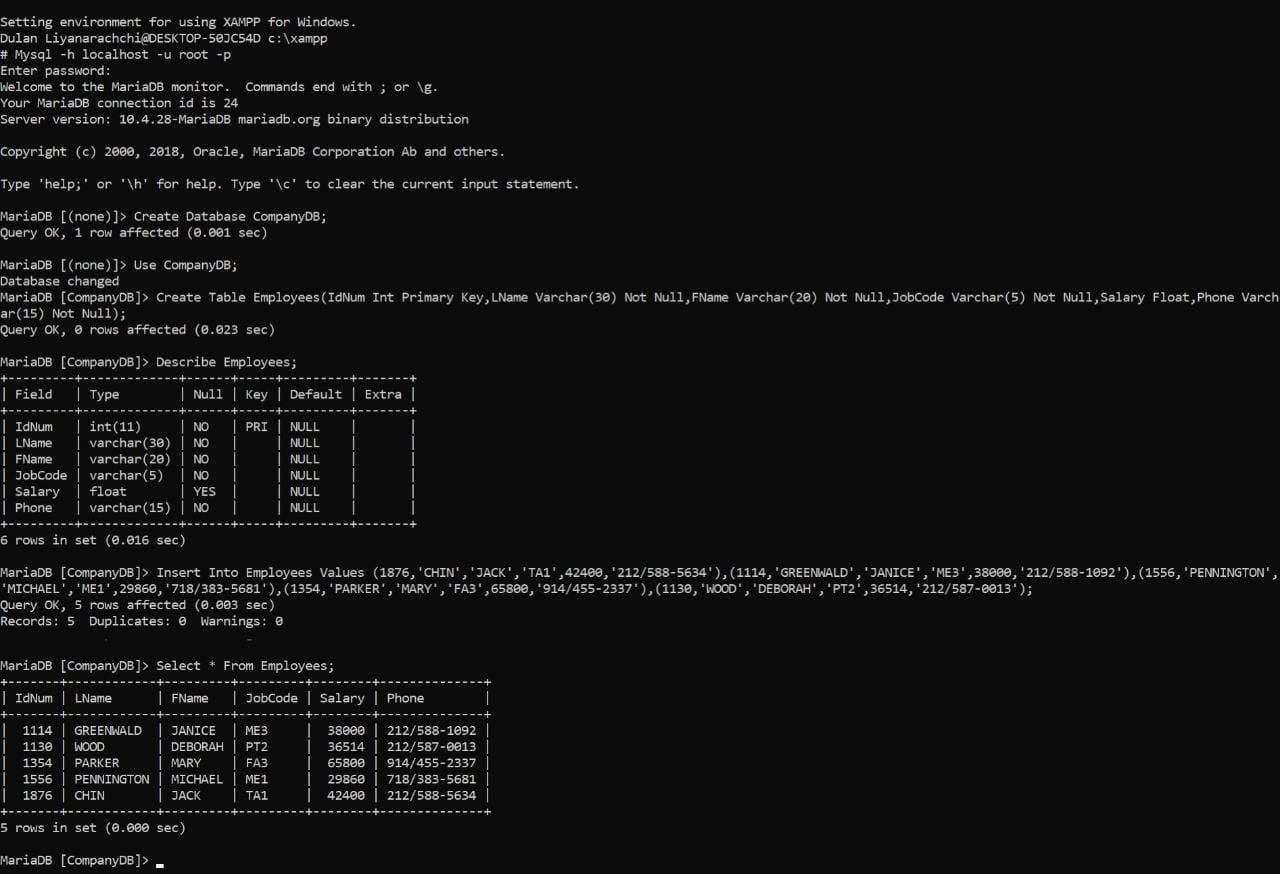 Setting environment for using XAMPP for Windows.
Dulan Liyanarachchi@DESKTOP-50JC54D c:\xampp
# Mysql -h localhost -u root -p
Enter password:
Welcome to the MariaDB monitor.  Commands end with ; or \g.
Your MariaDB connection id is 24
Server version: 10.4.28-MariaDB mariadb.org binary distribution

Copyright (c) 2000, 2018, Oracle, MariaDB Corporation Ab and others.

Type 'help;' or '\h' for help. Type '\c' to clear the current input statement.

MariaDB [(none)]> Create Database CompanyDB;
Query OK, 1 row affected (0.001 sec)

MariaDB [(none)]> Use CompanyDB;
Database changed
MariaDB [CompanyDB]> Create Table Employees(IdNum Int Primary Key,LName Varchar(30) Not Null,FName Varchar(20) Not Null,JobCode Varchar(5) Not Null,Salary Float,Phone Varch
ar(15) Not Null);
Query OK, 0 rows affected (0.023 sec)

MariaDB [CompanyDB]> Describe Employees;
+---------+-------------+------+-----+---------+-------+
| Field   | Type        | Null | Key | Default | Extra |
+---------+-------------+------+-----+---------+-------+
| IdNum   | int(11)     | NO   | PRI | NULL    |       |
| LName   | varchar(30) | NO   |     | NULL    |       |
| FName   | varchar(20) | NO   |     | NULL    |       |
| JobCode | varchar(5)  | NO   |     | NULL    |       |
| Salary  | float       | YES  |     | NULL    |       |
| Phone   | varchar(15) | NO   |     | NULL    |       |
+---------+-------------+------+-----+---------+-------+
6 rows in set (0.016 sec)

MariaDB [CompanyDB]> Insert Into Employees Values (1876,'CHIN','JACK','TA1',42400,'212/588-5634'),(1114,'GREENWALD','JANICE','ME3',38000,'212/588-1092'),(1556,'PENNINGTON',
'MICHAEL','ME1',29860,'718/383-5681'),(1354,'PARKER','MARY','FA3',65800,'914/455-2337'),(1130,'WOOD','DEBORAH','PT2',36514,'212/587-0013');
Query OK, 5 rows affected (0.003 sec)
Records: 5  Duplicates: 0  Warnings: 0

MariaDB [CompanyDB]> Select * From Employees;
+-------+------------+---------+---------+--------+--------------+
| IdNum | LName      | FName   | JobCode | Salary | Phone        |
+-------+------------+---------+---------+--------+--------------+
|  1114 | GREENWALD  | JANICE  | ME3     |  38000 | 212/588-1092 |
|  1130 | WOOD       | DEBORAH | PT2     |  36514 | 212/587-0013 |
|  1354 | PARKER     | MARY    | FA3     |  65800 | 914/455-2337 |
|  1556 | PENNINGTON | MICHAEL | ME1     |  29860 | 718/383-5681 |
|  1876 | CHIN       | JACK    | TA1     |  42400 | 212/588-5634 |
+-------+------------+---------+---------+--------+--------------+
5 rows in set (0.000 sec)

MariaDB [CompanyDB]> _